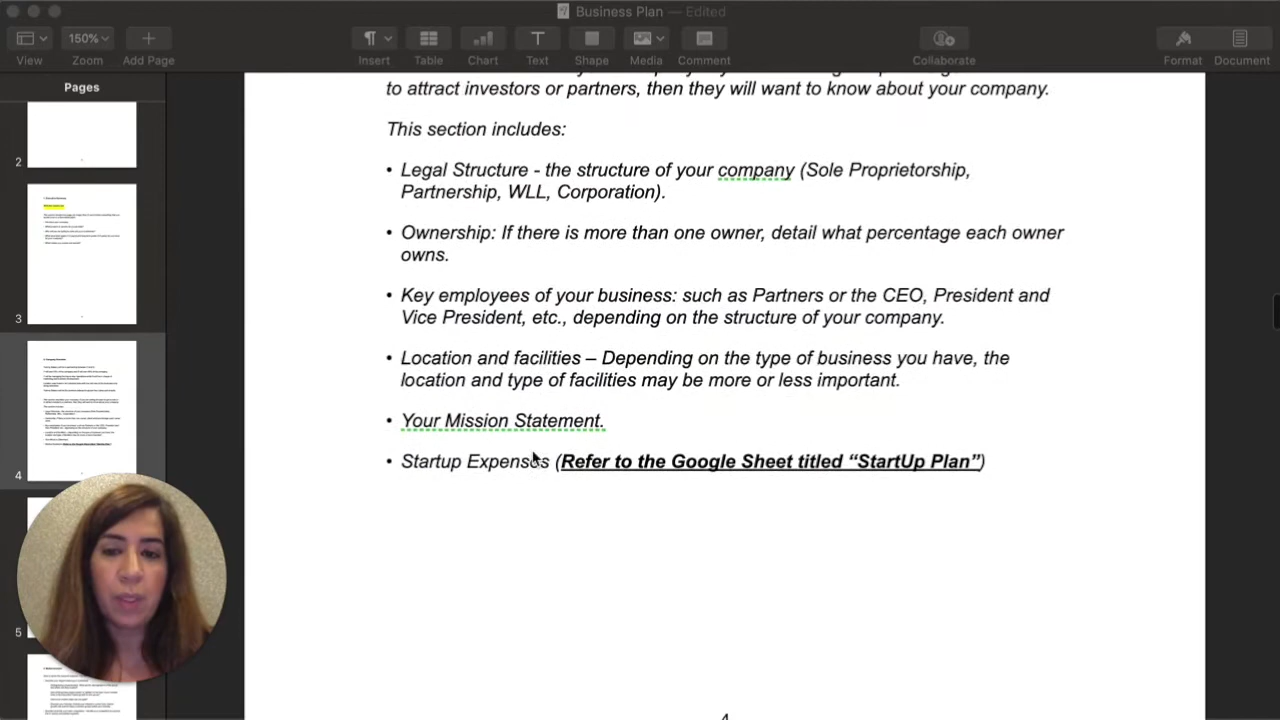 Business Plan — Edited
View
150%
Zoom
Add Page
Insert
Table
Chart
Text
Shape
Media
Comment
Collaborate
Format
Document
Pages
2
3
4
5
to attract investors or partners, then they will want to know about your company.
This section includes:
• Legal Structure - the structure of your company (Sole Proprietorship,
Partnership, WLL, Corporation).
• Ownership: If there is more than one owner, detail what percentage each owner
owns.
• Key employees of your business: such as Partners or the CEO, President and
Vice President, etc., depending on the structure of your company.
• Location and facilities – Depending on the type of business you have, the
location and type of facilities may be more or less important.
• Your Mission Statement.
• Startup Expenses (Refer to the Google Sheet titled “StartUp Plan”)
4